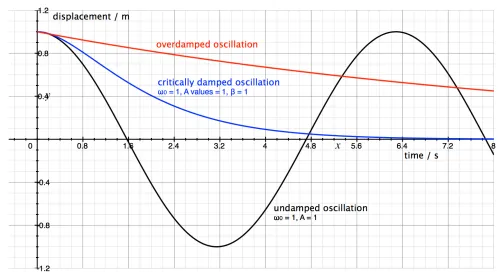 1.2
displacement / m
overdamped oscillation
0.8
critically damped oscillation
ω₀ = 1, A values = 1, β = 1
0.4
0 0.8 1.6 2.4 3.2 4 4.8 x 5.6 6.4 7.2 8
time / s
-0.4
undamped oscillation
ω₀ = 1, A = 1
-0.8
-1.2